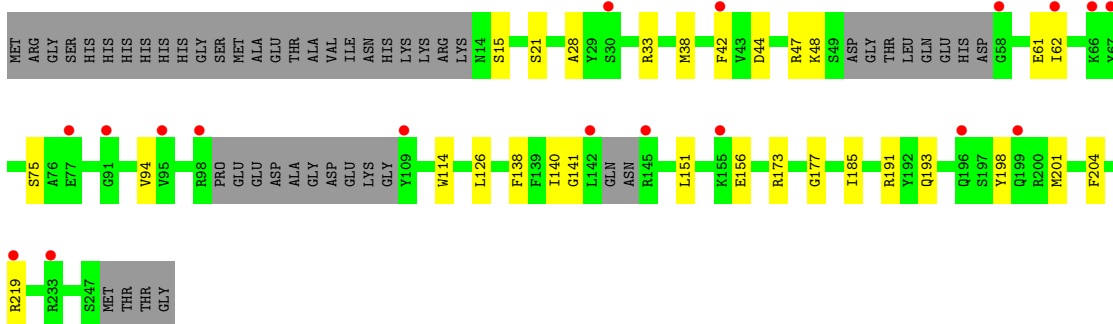 MET ARG GLY SER HIS HIS HIS HIS HIS HIS GLY SER MET ALA GLU THR ALA VAL ILE ASN HIS LYS LYS ARG LYS N14 S15 S21 A28 Y29 S30 R33 M38 F42 V43 D44 R47 K48 S49 ASP GLY THR LEU GLN GLU HIS ASP G58 E61 I62 K66 Y67
S75 A76 E77 G91 V94 V95 R98 PRO GLU GLU ASP ALA GLY ASP GLU LYS GLY Y109 W114 L126 F138 F139 I140 G141 L142 GLN ASN R145 L151 K155 E156 R173 G177 I185 R191 Y192 Q193 Q196 S197 Y198 Q199 R200 M201 F204
R219 R233 S247 MET THR THR GLY